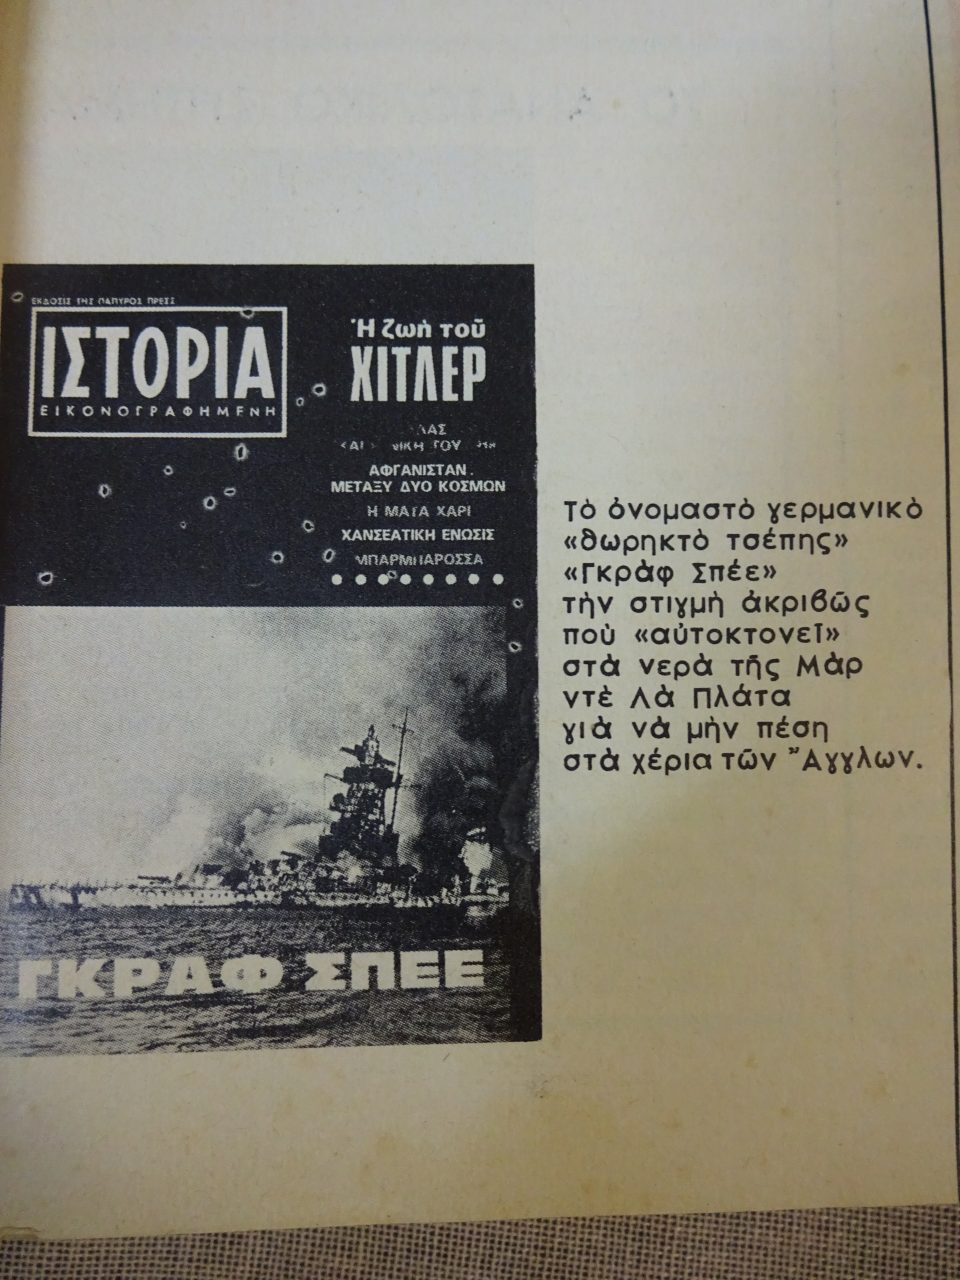 ΕΚΔΟΣΙΣ ΤΗΣ ΠΑΠΥΡΟΣ ΠΡΕΣΣ
ΙΣΤΟΡΙΑ
ΕΙΚΟΝΟΓΡΑΦΗΜΕΝΗ
Ἡ ζωὴ τοῦ
ΧΙΤΛΕΡ
ΑΦΓΑΝΙΣΤΑΝ.
ΜΕΤΑΞΥ ΔΥΟ ΚΟΣΜΩΝ
Η ΜΑΤΑ ΧΑΡΙ
ΧΑΝΣΕΑΤΙΚΗ ΕΝΩΣΙΣ
ΜΠΑΡΜΠΑΡΟΣΣΑ
ΓΚΡΑΦ ΣΠΕΕ
Τὸ ὀνομαστὸ γερμανικὸ
«θωρηκτὸ τσέπης»
«Γκρὰφ Σπέε»
τὴν στιγμὴ ἀκριβῶς
ποὺ «αὐτοκτονεῖ»
στὰ νερὰ τῆς Μὰρ
ντὲ Λὰ Πλάτα
γιὰ νὰ μὴν πέση
στὰ χέρια τῶν Ἄγγλων.